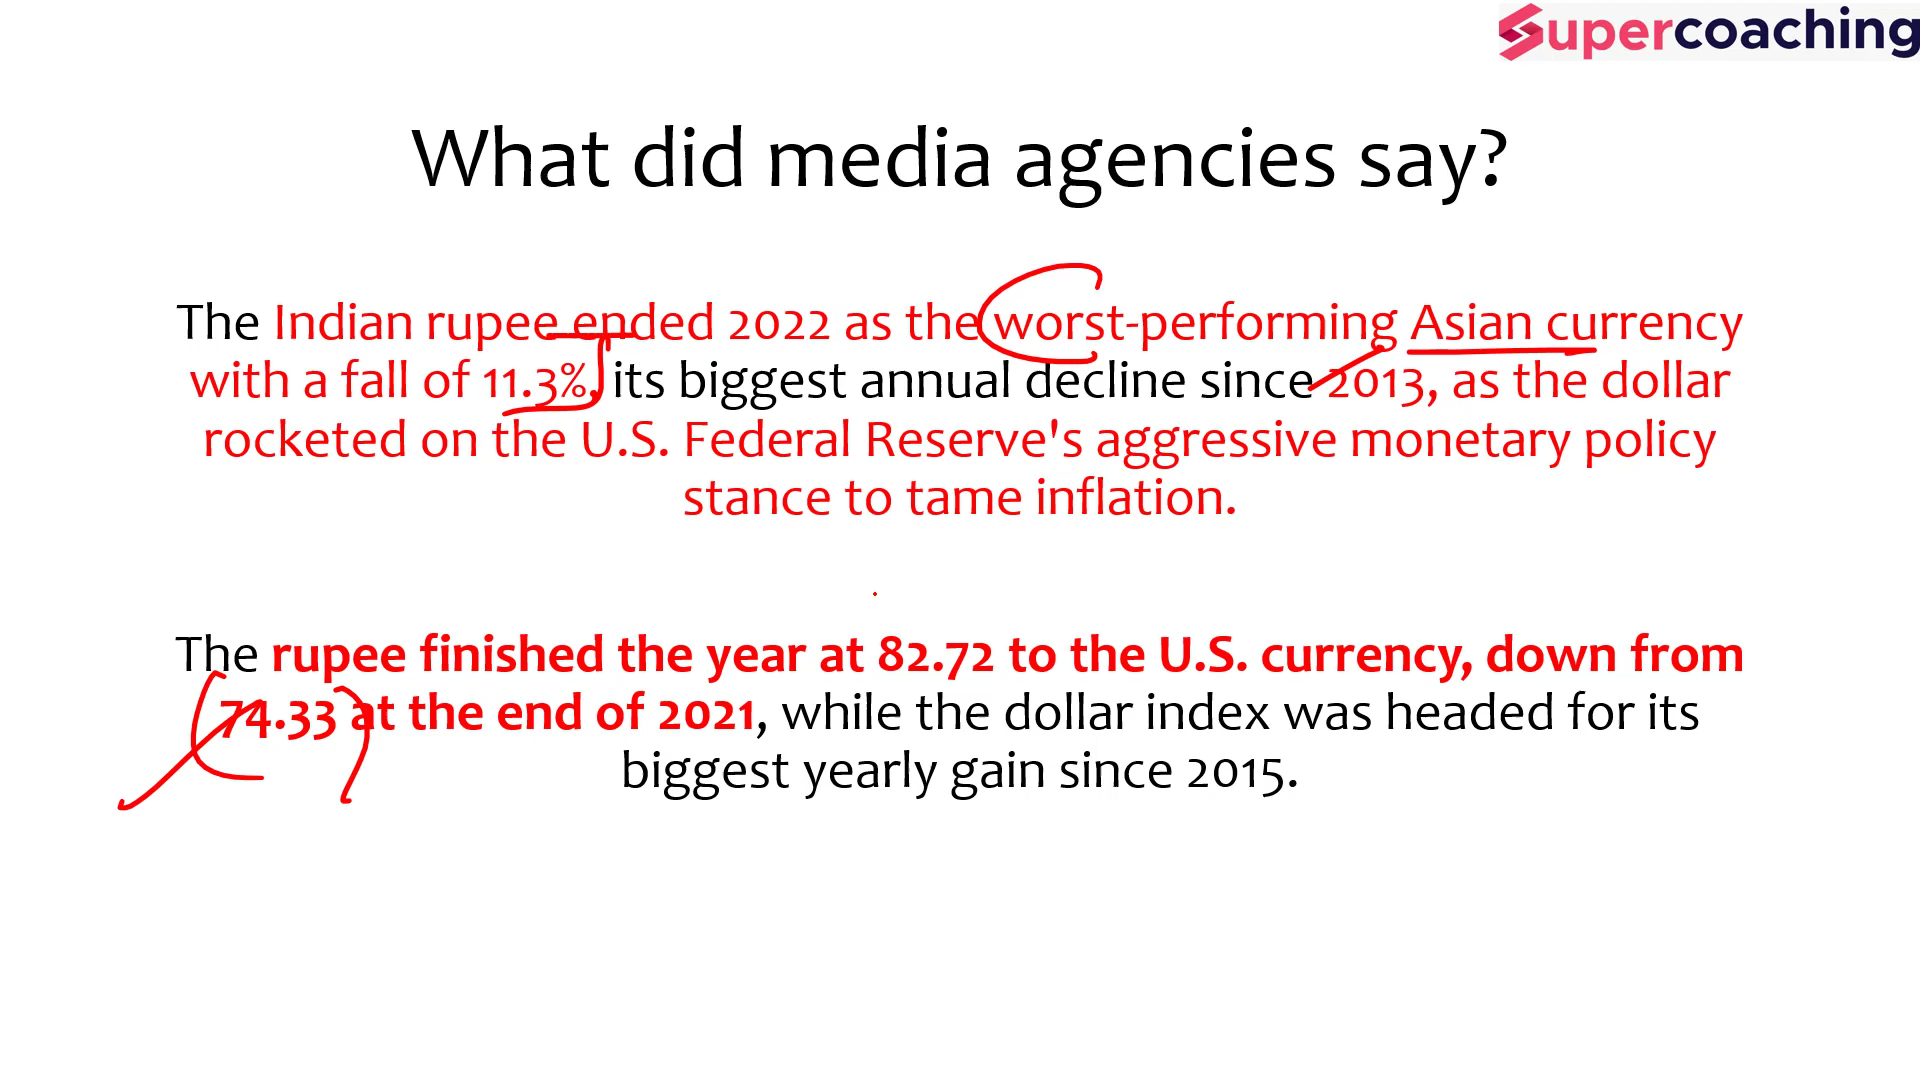 Supercoaching
What did media agencies say?
The Indian rupee ended 2022 as the worst-performing Asian currency
with a fall of 11.3%, its biggest annual decline since 2013, as the dollar
rocketed on the U.S. Federal Reserve's aggressive monetary policy
stance to tame inflation.
The rupee finished the year at 82.72 to the U.S. currency, down from
74.33 at the end of 2021, while the dollar index was headed for its
biggest yearly gain since 2015.